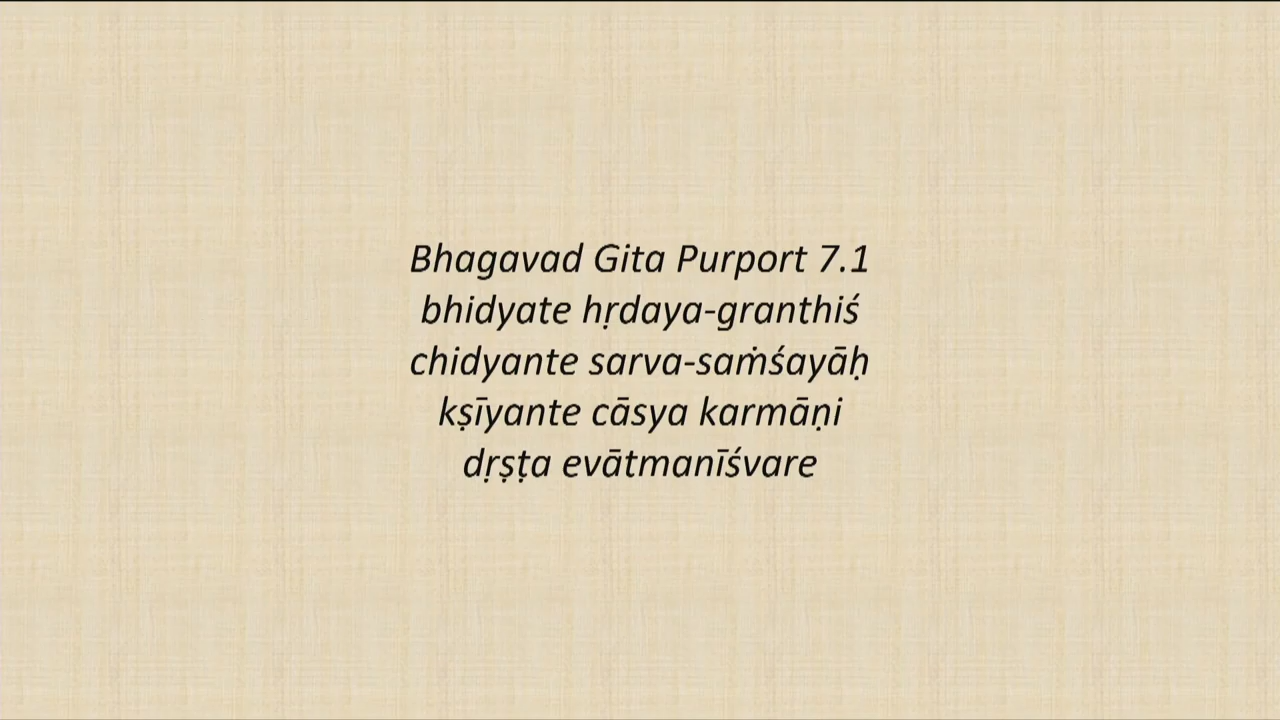 Bhagavad Gita Purport 7.1
bhidyate hṛdaya-granthiś
chidyante sarva-saṁśayāḥ
kṣīyante cāsya karmāṇi
dṛṣṭa evātmanīśvare